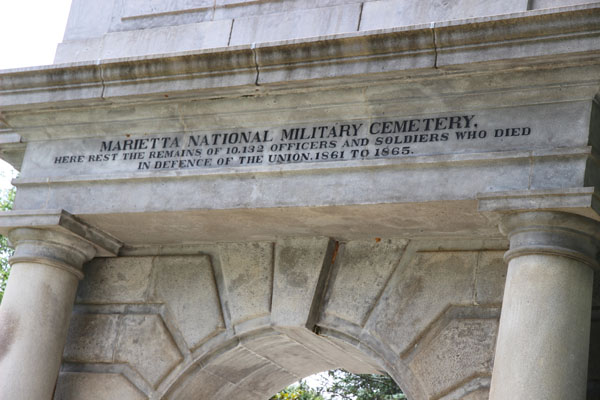 MARIETTA NATIONAL MILITARY CEMETERY,
HERE REST THE REMAINS OF 10,132 OFFICERS AND SOLDIERS WHO DIED
IN DEFENCE OF THE UNION, 1861 TO 1865.